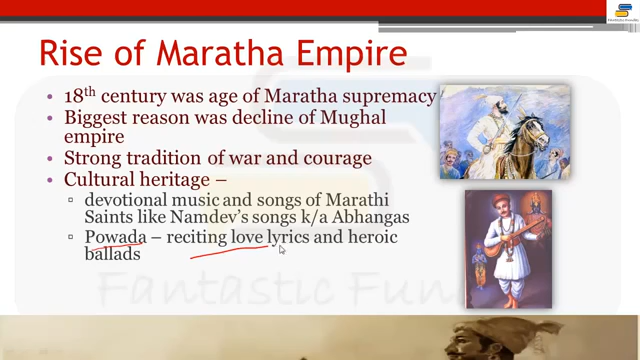 Rise of Maratha Empire
• 18th century was age of Maratha supremacy
• Biggest reason was decline of Mughal
empire
• Strong tradition of war and courage
• Cultural heritage –
▫ devotional music and songs of Marathi
Saints like Namdev's songs k/a Abhangas
▫ Powada – reciting love lyrics and heroic
ballads
Fantastic Fun